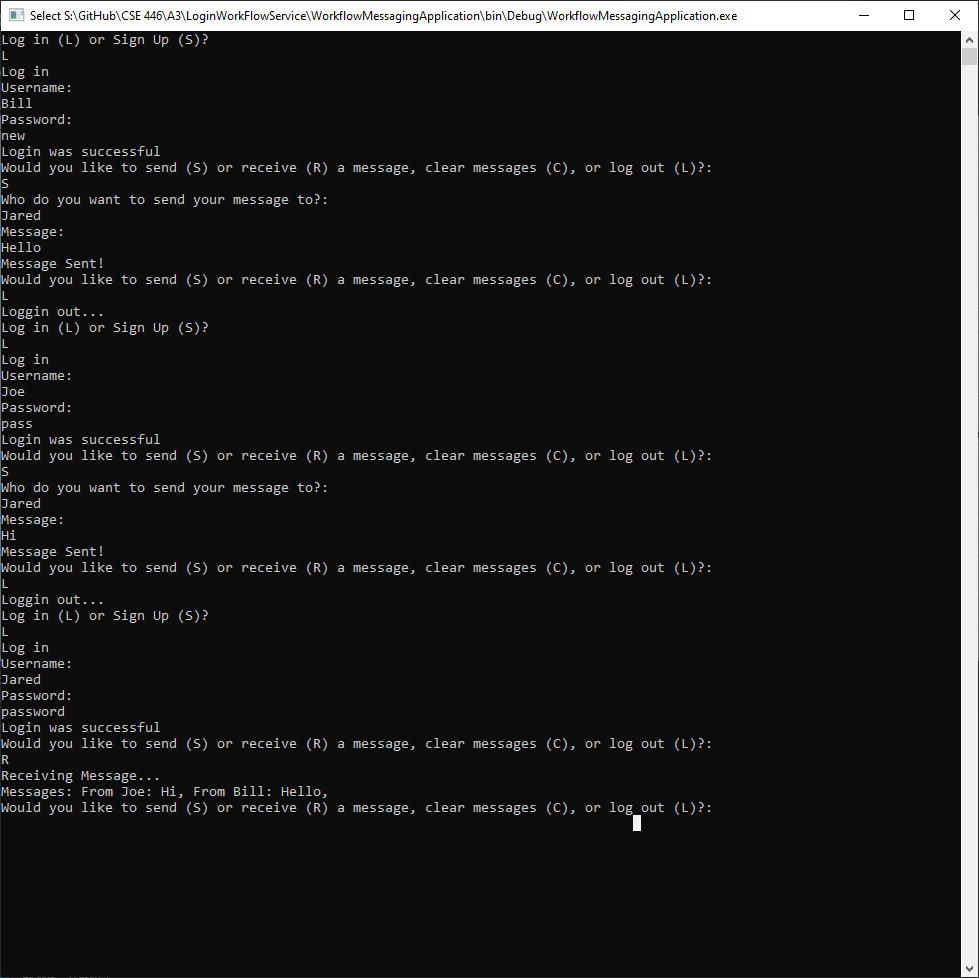 Select S:\GitHub\CSE 446\A3\LoginWorkFlowService\WorkflowMessagingApplication\bin\Debug\WorkflowMessagingApplication.exe
Log in (L) or Sign Up (S)?
L
Log in
Username:
Bill
Password:
new
Login was successful
Would you like to send (S) or receive (R) a message, clear messages (C), or log out (L)?:
S
Who do you want to send your message to?:
Jared
Message:
Hello
Message Sent!
Would you like to send (S) or receive (R) a message, clear messages (C), or log out (L)?:
L
Loggin out...
Log in (L) or Sign Up (S)?
L
Log in
Username:
Joe
Password:
pass
Login was successful
Would you like to send (S) or receive (R) a message, clear messages (C), or log out (L)?:
S
Who do you want to send your message to?:
Jared
Message:
Hi
Message Sent!
Would you like to send (S) or receive (R) a message, clear messages (C), or log out (L)?:
L
Loggin out...
Log in (L) or Sign Up (S)?
L
Log in
Username:
Jared
Password:
password
Login was successful
Would you like to send (S) or receive (R) a message, clear messages (C), or log out (L)?:
R
Receiving Message...
Messages: From Joe: Hi, From Bill: Hello,
Would you like to send (S) or receive (R) a message, clear messages (C), or log out (L)?: